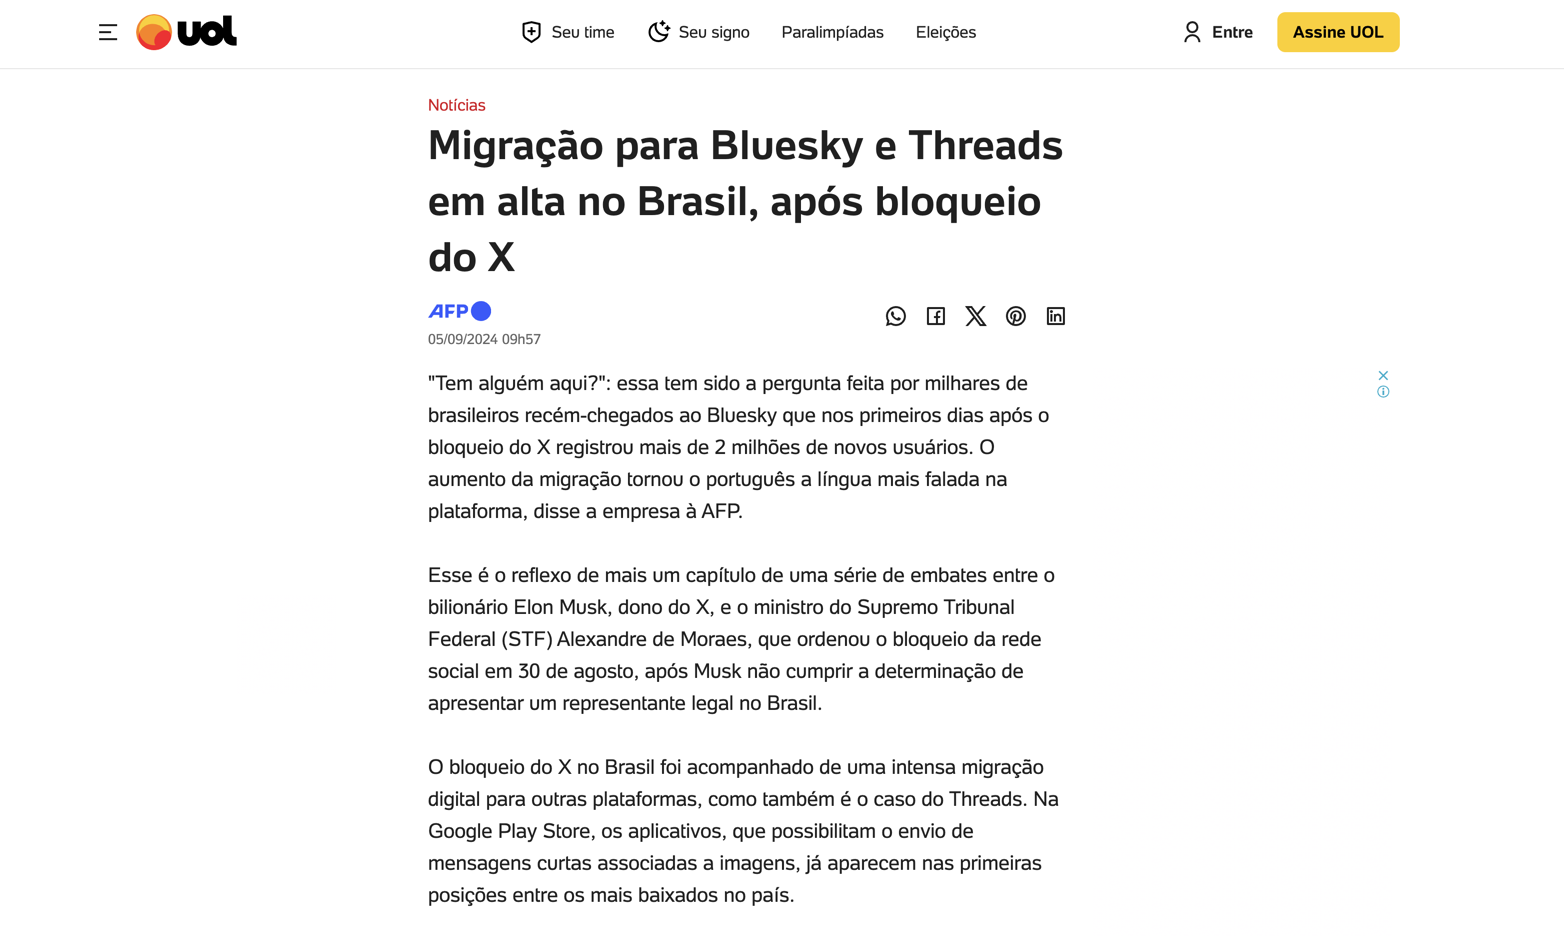 uol
Seu time
Seu signo
Paralimpíadas
Eleições
Entre
Assine UOL
Notícias
Migração para Bluesky e Threads
em alta no Brasil, após bloqueio
do X
AFP
05/09/2024 09h57
"Tem alguém aqui?": essa tem sido a pergunta feita por milhares de
brasileiros recém-chegados ao Bluesky que nos primeiros dias após o
bloqueio do X registrou mais de 2 milhões de novos usuários. O
aumento da migração tornou o português a língua mais falada na
plataforma, disse a empresa à AFP.
Esse é o reflexo de mais um capítulo de uma série de embates entre o
bilionário Elon Musk, dono do X, e o ministro do Supremo Tribunal
Federal (STF) Alexandre de Moraes, que ordenou o bloqueio da rede
social em 30 de agosto, após Musk não cumprir a determinação de
apresentar um representante legal no Brasil.
O bloqueio do X no Brasil foi acompanhado de uma intensa migração
digital para outras plataformas, como também é o caso do Threads. Na
Google Play Store, os aplicativos, que possibilitam o envio de
mensagens curtas associadas a imagens, já aparecem nas primeiras
posições entre os mais baixados no país.